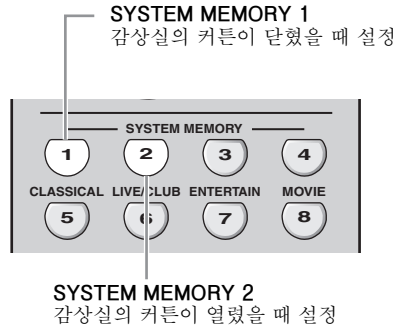 SYSTEM MEMORY 1
감상실의 커튼이 닫혔을 때 설정
SYSTEM MEMORY
1 2 3 4
CLASSICAL LIVE/CLUB ENTERTAIN MOVIE
5 6 7 8
SYSTEM MEMORY 2
감상실의 커튼이 열렸을 때 설정